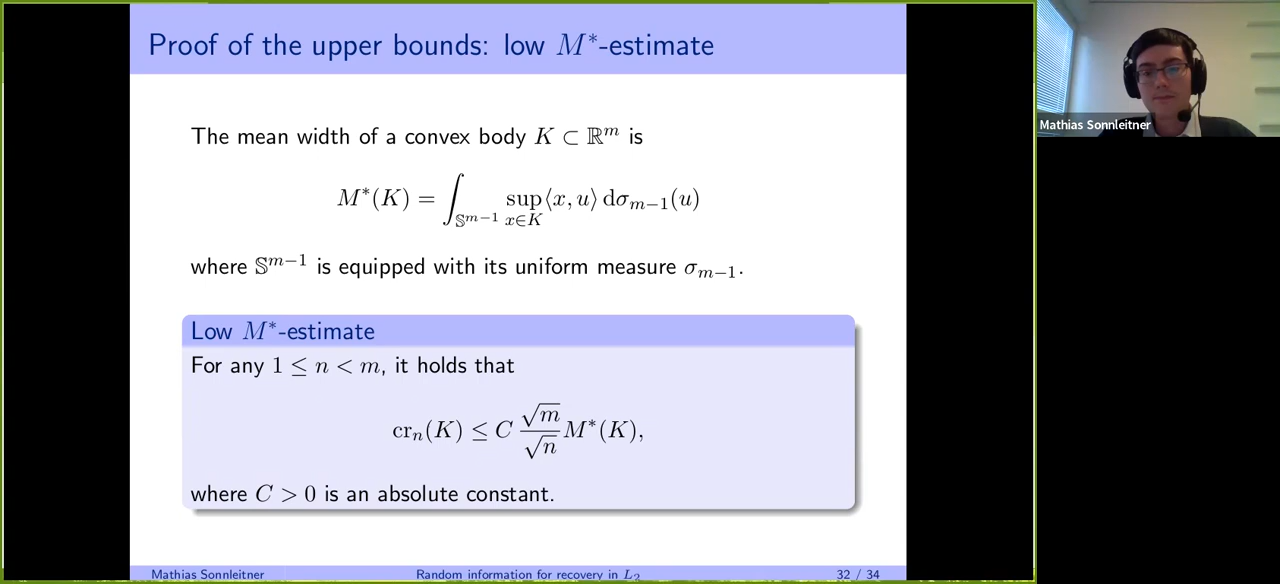 Proof of the upper bounds: low M*-estimate
The mean width of a convex body K ⊂ ℝᵐ is
M*(K) = ∫_{𝕊^{m−1}} sup_{x∈K} ⟨x, u⟩ dσ_{m−1}(u)
where 𝕊^{m−1} is equipped with its uniform measure σ_{m−1}.
Low M*-estimate
For any 1 ≤ n < m, it holds that
cr_n(K) ≤ C √m/√n M*(K),
where C > 0 is an absolute constant.
Mathias Sonnleitner Random information for recovery in L₂ 32 / 34
Mathias Sonnleitner